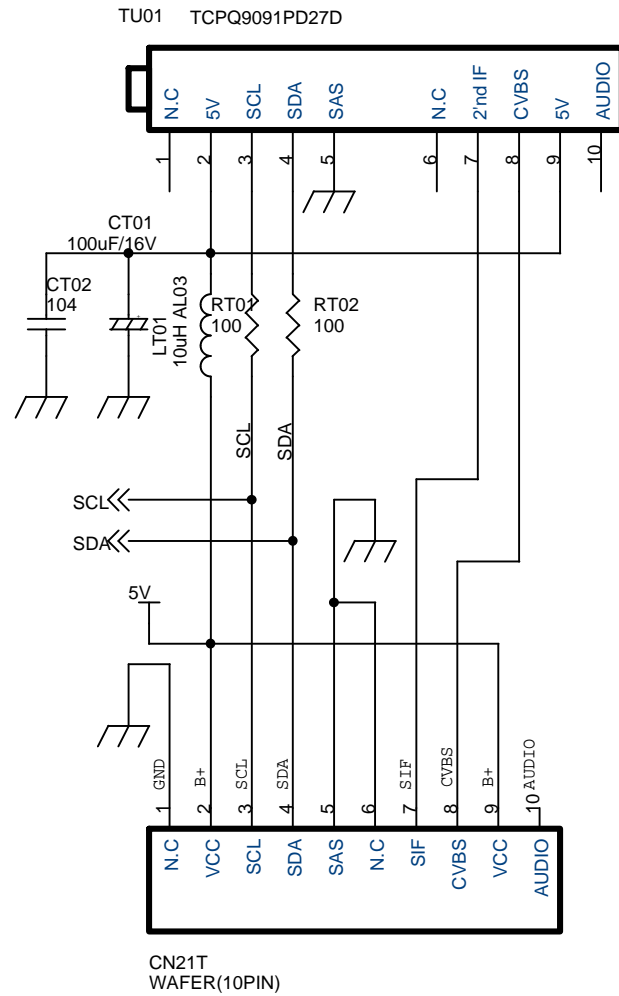 TU01 TCPQ9091PD27D
N.C
5V
SCL
SDA
SAS
N.C
2'nd IF
CVBS
5V
AUDIO
1
2
3
4
5
6
7
8
9
10
CT01
100uF/16V
CT02
104
LT01
10uH AL03
RT01
100
RT02
100
SCL
SDA
SCL
SDA
5V
GND
B+
SCL
SDA
SIF
CVBS
B+
AUDIO
1
2
3
4
5
6
7
8
9
10
N.C
VCC
SCL
SDA
SAS
N.C
SIF
CVBS
VCC
AUDIO
CN21T
WAFER(10PIN)